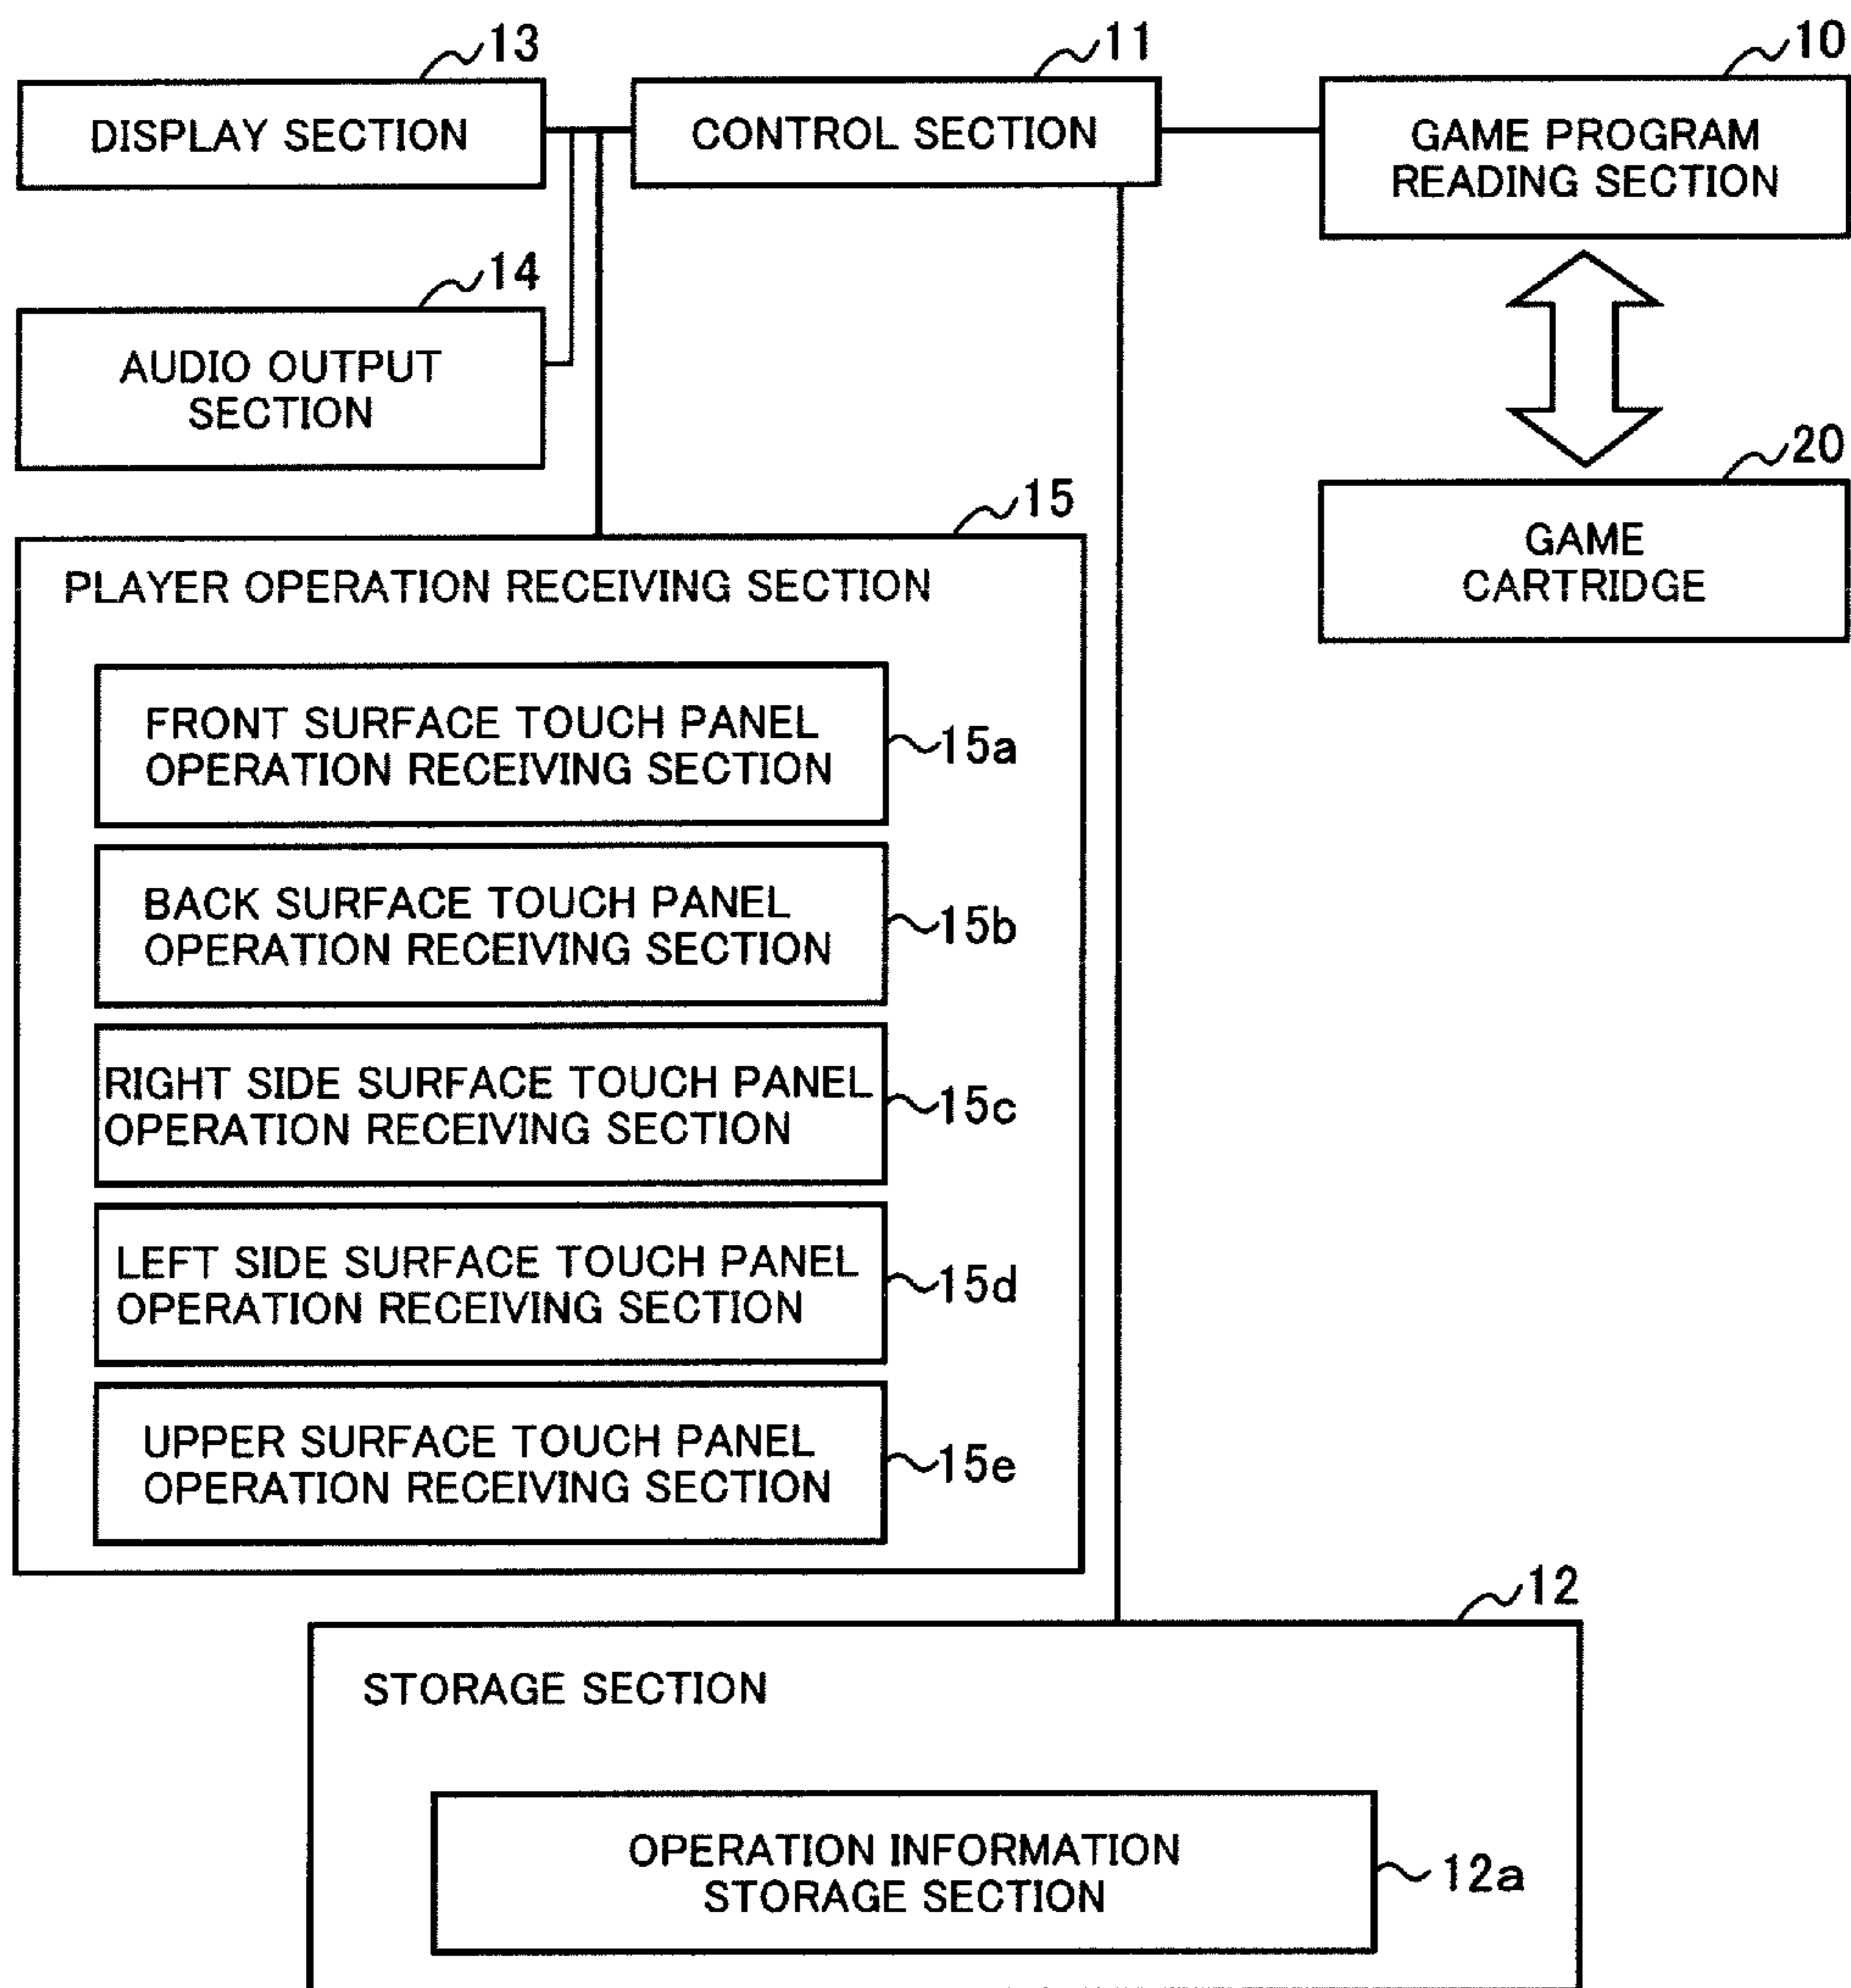 13
DISPLAY SECTION
11
CONTROL SECTION
10
GAME PROGRAM
READING SECTION
14
AUDIO OUTPUT
SECTION
20
GAME
CARTRIDGE
15
PLAYER OPERATION RECEIVING SECTION
FRONT SURFACE TOUCH PANEL
OPERATION RECEIVING SECTION
15a
BACK SURFACE TOUCH PANEL
OPERATION RECEIVING SECTION
15b
RIGHT SIDE SURFACE TOUCH PANEL
OPERATION RECEIVING SECTION
15c
LEFT SIDE SURFACE TOUCH PANEL
OPERATION RECEIVING SECTION
15d
UPPER SURFACE TOUCH PANEL
OPERATION RECEIVING SECTION
15e
12
STORAGE SECTION
OPERATION INFORMATION
STORAGE SECTION
12a